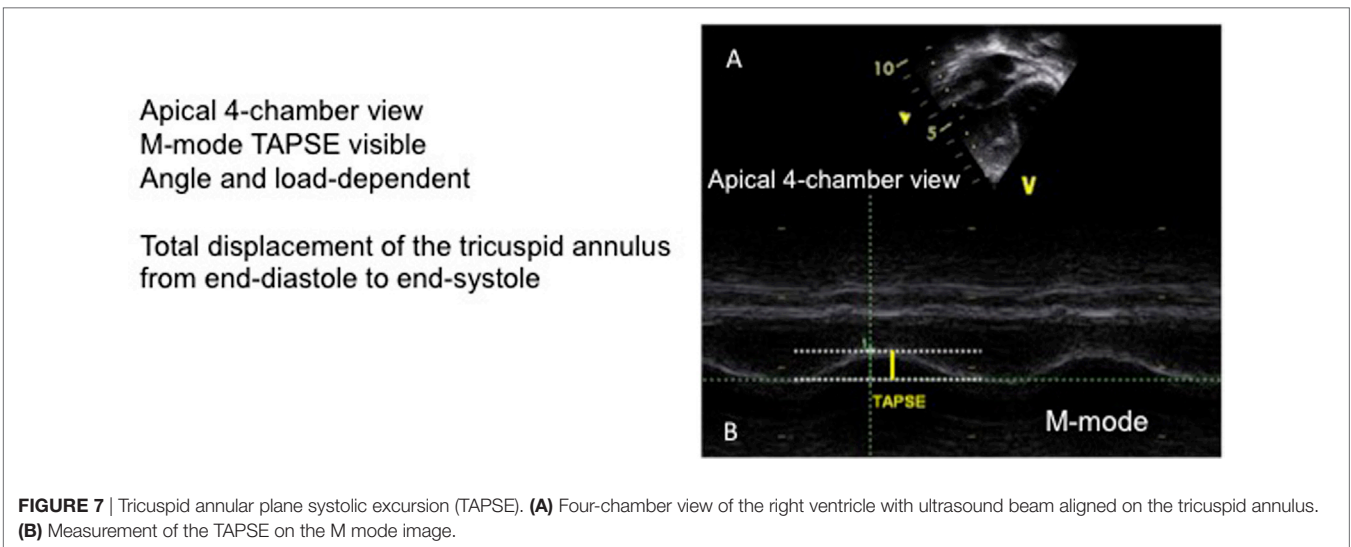 Apical 4-chamber view
M-mode TAPSE visible
Angle and load-dependent
Total displacement of the tricuspid annulus
from end-diastole to end-systole
A
10
5
V
Apical 4-chamber view
TAPSE
M-mode
B
FIGURE 7 | Tricuspid annular plane systolic excursion (TAPSE). (A) Four-chamber view of the right ventricle with ultrasound beam aligned on the tricuspid annulus.
(B) Measurement of the TAPSE on the M mode image.